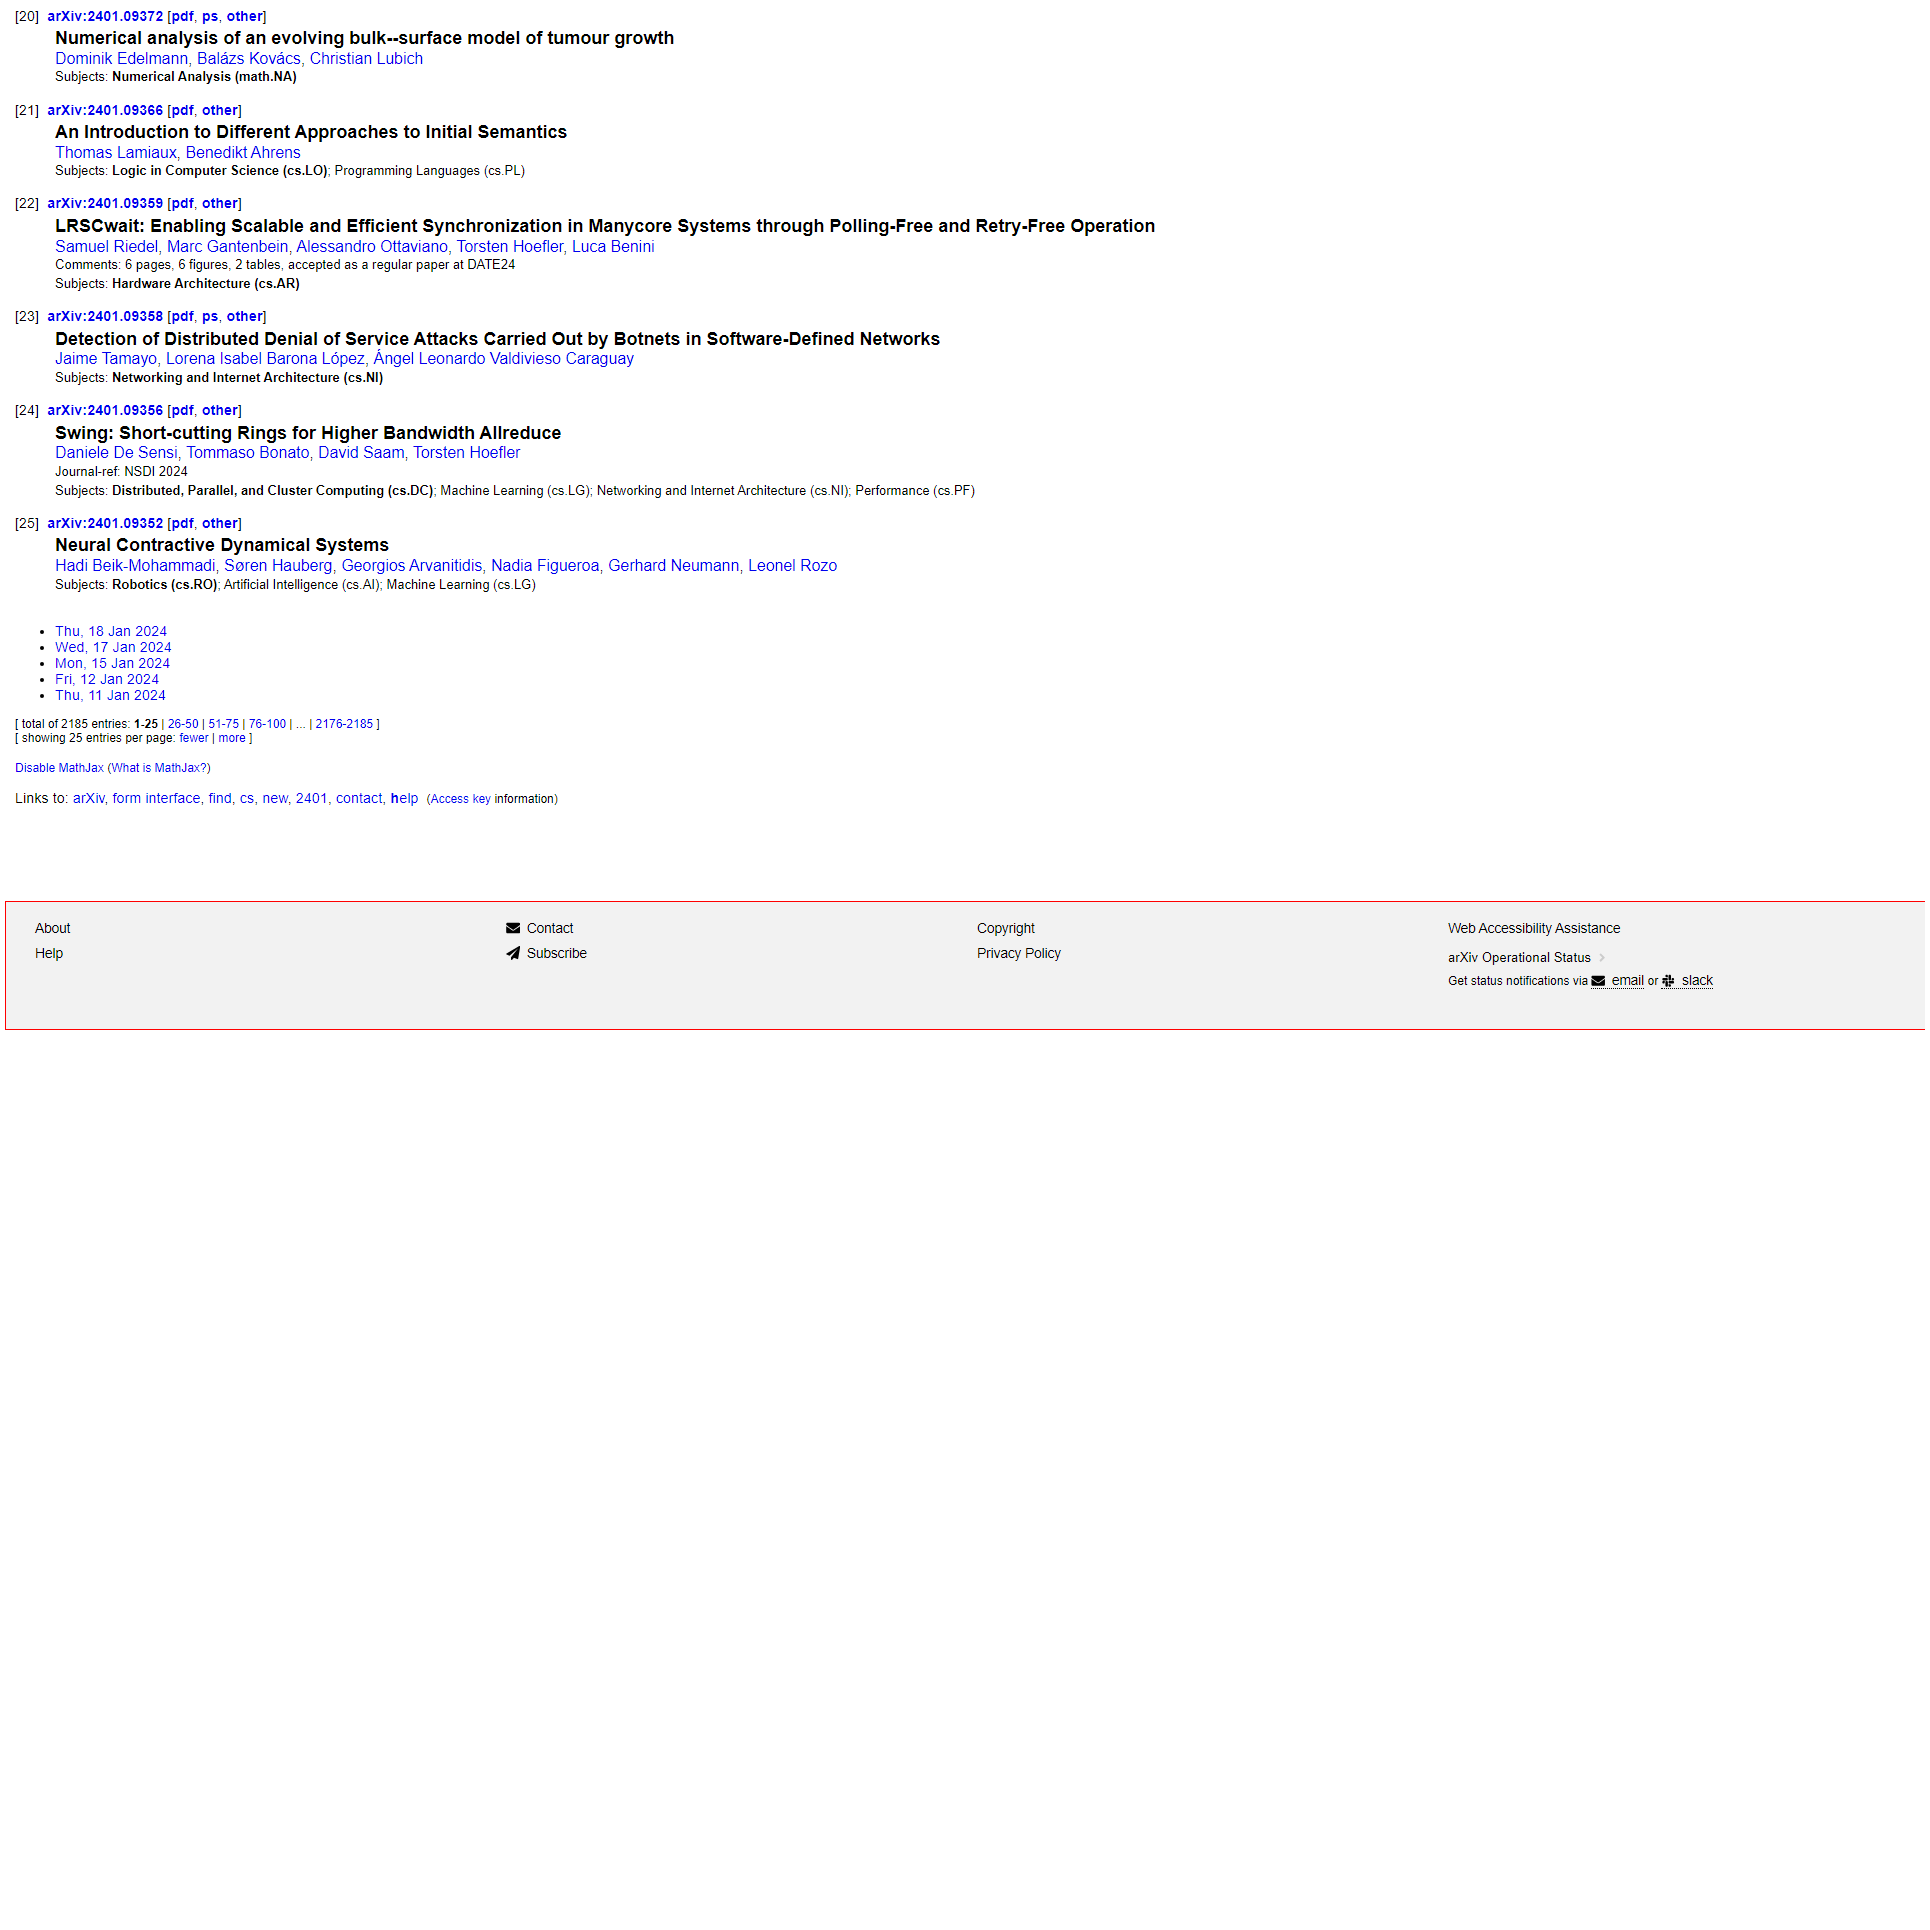 [20] arXiv:2401.09372 [pdf, ps, other]
Numerical analysis of an evolving bulk--surface model of tumour growth
Dominik Edelmann, Balázs Kovács, Christian Lubich
Subjects: Numerical Analysis (math.NA)
[21] arXiv:2401.09366 [pdf, other]
An Introduction to Different Approaches to Initial Semantics
Thomas Lamiaux, Benedikt Ahrens
Subjects: Logic in Computer Science (cs.LO); Programming Languages (cs.PL)
[22] arXiv:2401.09359 [pdf, other]
LRSCwait: Enabling Scalable and Efficient Synchronization in Manycore Systems through Polling-Free and Retry-Free Operation
Samuel Riedel, Marc Gantenbein, Alessandro Ottaviano, Torsten Hoefler, Luca Benini
Comments: 6 pages, 6 figures, 2 tables, accepted as a regular paper at DATE24
Subjects: Hardware Architecture (cs.AR)
[23] arXiv:2401.09358 [pdf, ps, other]
Detection of Distributed Denial of Service Attacks Carried Out by Botnets in Software-Defined Networks
Jaime Tamayo, Lorena Isabel Barona López, Ángel Leonardo Valdivieso Caraguay
Subjects: Networking and Internet Architecture (cs.NI)
[24] arXiv:2401.09356 [pdf, other]
Swing: Short-cutting Rings for Higher Bandwidth Allreduce
Daniele De Sensi, Tommaso Bonato, David Saam, Torsten Hoefler
Journal-ref: NSDI 2024
Subjects: Distributed, Parallel, and Cluster Computing (cs.DC); Machine Learning (cs.LG); Networking and Internet Architecture (cs.NI); Performance (cs.PF)
[25] arXiv:2401.09352 [pdf, other]
Neural Contractive Dynamical Systems
Hadi Beik-Mohammadi, Søren Hauberg, Georgios Arvanitidis, Nadia Figueroa, Gerhard Neumann, Leonel Rozo
Subjects: Robotics (cs.RO); Artificial Intelligence (cs.AI); Machine Learning (cs.LG)
• Thu, 18 Jan 2024
• Wed, 17 Jan 2024
• Mon, 15 Jan 2024
• Fri, 12 Jan 2024
• Thu, 11 Jan 2024
[ total of 2185 entries: 1-25 | 26-50 | 51-75 | 76-100 | ... | 2176-2185 ]
[ showing 25 entries per page: fewer | more ]
Disable MathJax (What is MathJax?)
Links to: arXiv, form interface, find, cs, new, 2401, contact, help (Access key information)
About
Help
Contact
Subscribe
Copyright
Privacy Policy
Web Accessibility Assistance
arXiv Operational Status
Get status notifications via email or slack